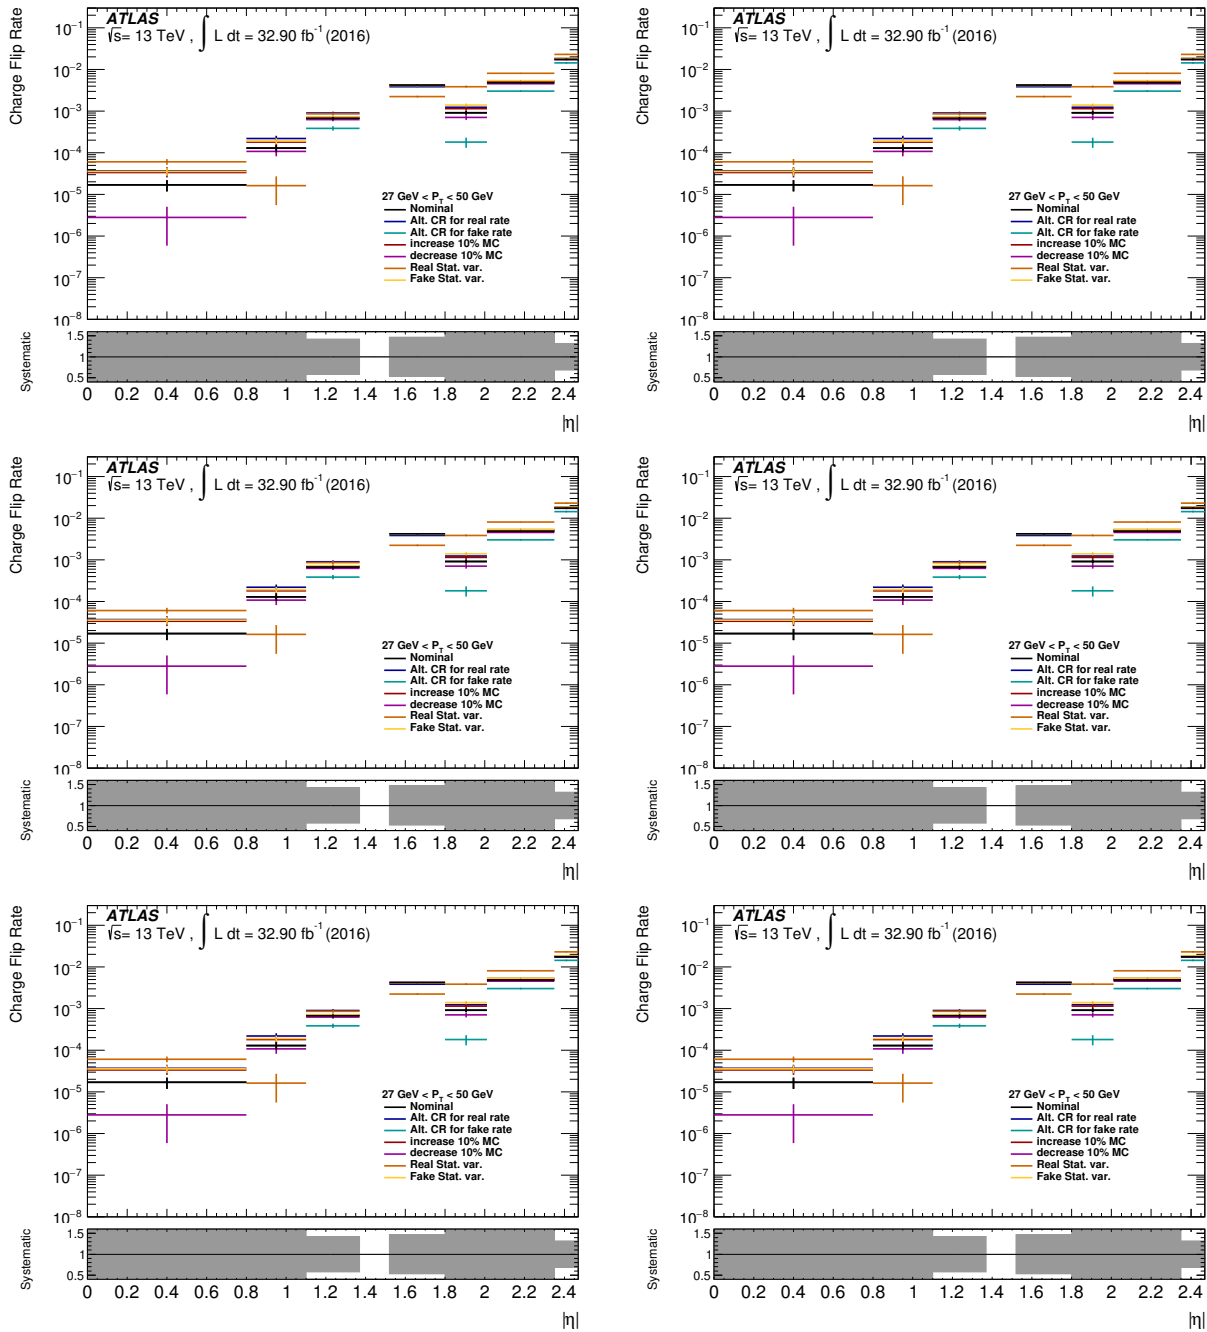 ATLAS
√s= 13 TeV , ∫ L dt = 32.90 fb⁻¹ (2016)
Charge Flip Rate
10⁻¹
10⁻²
10⁻³
10⁻⁴
10⁻⁵
10⁻⁶
10⁻⁷
10⁻⁸
27 GeV < P_T < 50 GeV
Nominal
Alt. CR for real rate
Alt. CR for fake rate
increase 10% MC
decrease 10% MC
Real Stat. var.
Fake Stat. var.
Systematic
1.5
1
0.5
0 0.2 0.4 0.6 0.8 1 1.2 1.4 1.6 1.8 2 2.2 2.4
|η|
ATLAS
√s= 13 TeV , ∫ L dt = 32.90 fb⁻¹ (2016)
Charge Flip Rate
10⁻¹
10⁻²
10⁻³
10⁻⁴
10⁻⁵
10⁻⁶
10⁻⁷
10⁻⁸
27 GeV < P_T < 50 GeV
Nominal
Alt. CR for real rate
Alt. CR for fake rate
increase 10% MC
decrease 10% MC
Real Stat. var.
Fake Stat. var.
Systematic
1.5
1
0.5
0 0.2 0.4 0.6 0.8 1 1.2 1.4 1.6 1.8 2 2.2 2.4
|η|
ATLAS
√s= 13 TeV , ∫ L dt = 32.90 fb⁻¹ (2016)
Charge Flip Rate
10⁻¹
10⁻²
10⁻³
10⁻⁴
10⁻⁵
10⁻⁶
10⁻⁷
10⁻⁸
27 GeV < P_T < 50 GeV
Nominal
Alt. CR for real rate
Alt. CR for fake rate
increase 10% MC
decrease 10% MC
Real Stat. var.
Fake Stat. var.
Systematic
1.5
1
0.5
0 0.2 0.4 0.6 0.8 1 1.2 1.4 1.6 1.8 2 2.2 2.4
|η|
ATLAS
√s= 13 TeV , ∫ L dt = 32.90 fb⁻¹ (2016)
Charge Flip Rate
10⁻¹
10⁻²
10⁻³
10⁻⁴
10⁻⁵
10⁻⁶
10⁻⁷
10⁻⁸
27 GeV < P_T < 50 GeV
Nominal
Alt. CR for real rate
Alt. CR for fake rate
increase 10% MC
decrease 10% MC
Real Stat. var.
Fake Stat. var.
Systematic
1.5
1
0.5
0 0.2 0.4 0.6 0.8 1 1.2 1.4 1.6 1.8 2 2.2 2.4
|η|
ATLAS
√s= 13 TeV , ∫ L dt = 32.90 fb⁻¹ (2016)
Charge Flip Rate
10⁻¹
10⁻²
10⁻³
10⁻⁴
10⁻⁵
10⁻⁶
10⁻⁷
10⁻⁸
27 GeV < P_T < 50 GeV
Nominal
Alt. CR for real rate
Alt. CR for fake rate
increase 10% MC
decrease 10% MC
Real Stat. var.
Fake Stat. var.
Systematic
1.5
1
0.5
0 0.2 0.4 0.6 0.8 1 1.2 1.4 1.6 1.8 2 2.2 2.4
|η|
ATLAS
√s= 13 TeV , ∫ L dt = 32.90 fb⁻¹ (2016)
Charge Flip Rate
10⁻¹
10⁻²
10⁻³
10⁻⁴
10⁻⁵
10⁻⁶
10⁻⁷
10⁻⁸
27 GeV < P_T < 50 GeV
Nominal
Alt. CR for real rate
Alt. CR for fake rate
increase 10% MC
decrease 10% MC
Real Stat. var.
Fake Stat. var.
Systematic
1.5
1
0.5
0 0.2 0.4 0.6 0.8 1 1.2 1.4 1.6 1.8 2 2.2 2.4
|η|